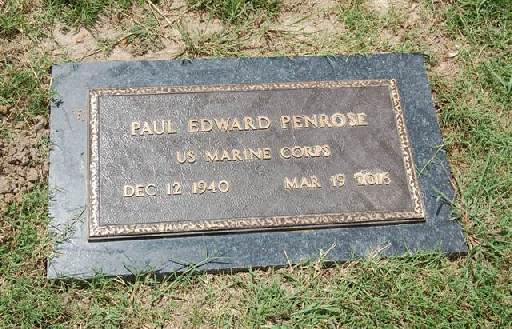 PAUL EDWARD PENROSE
US MARINE CORPS
DEC 12 1940 MAR 19